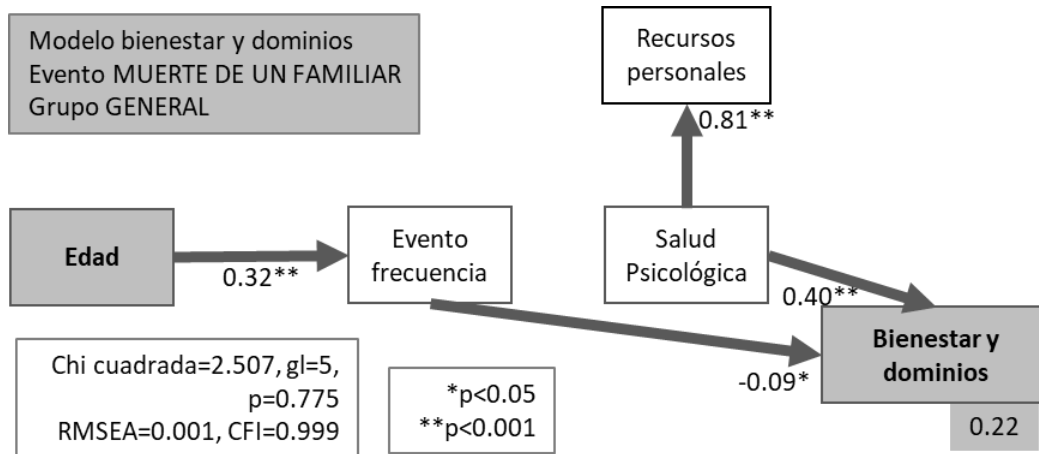 Modelo bienestar y dominios
Evento MUERTE DE UN FAMILIAR
Grupo GENERAL
Recursos
personales
0.81**
Edad
0.32**
Evento
frecuencia
Salud
Psicológica
0.40**
Bienestar y
dominios
-0.09*
0.22
Chi cuadrada=2.507, gl=5,
p=0.775
RMSEA=0.001, CFI=0.999
*p<0.05
**p<0.001